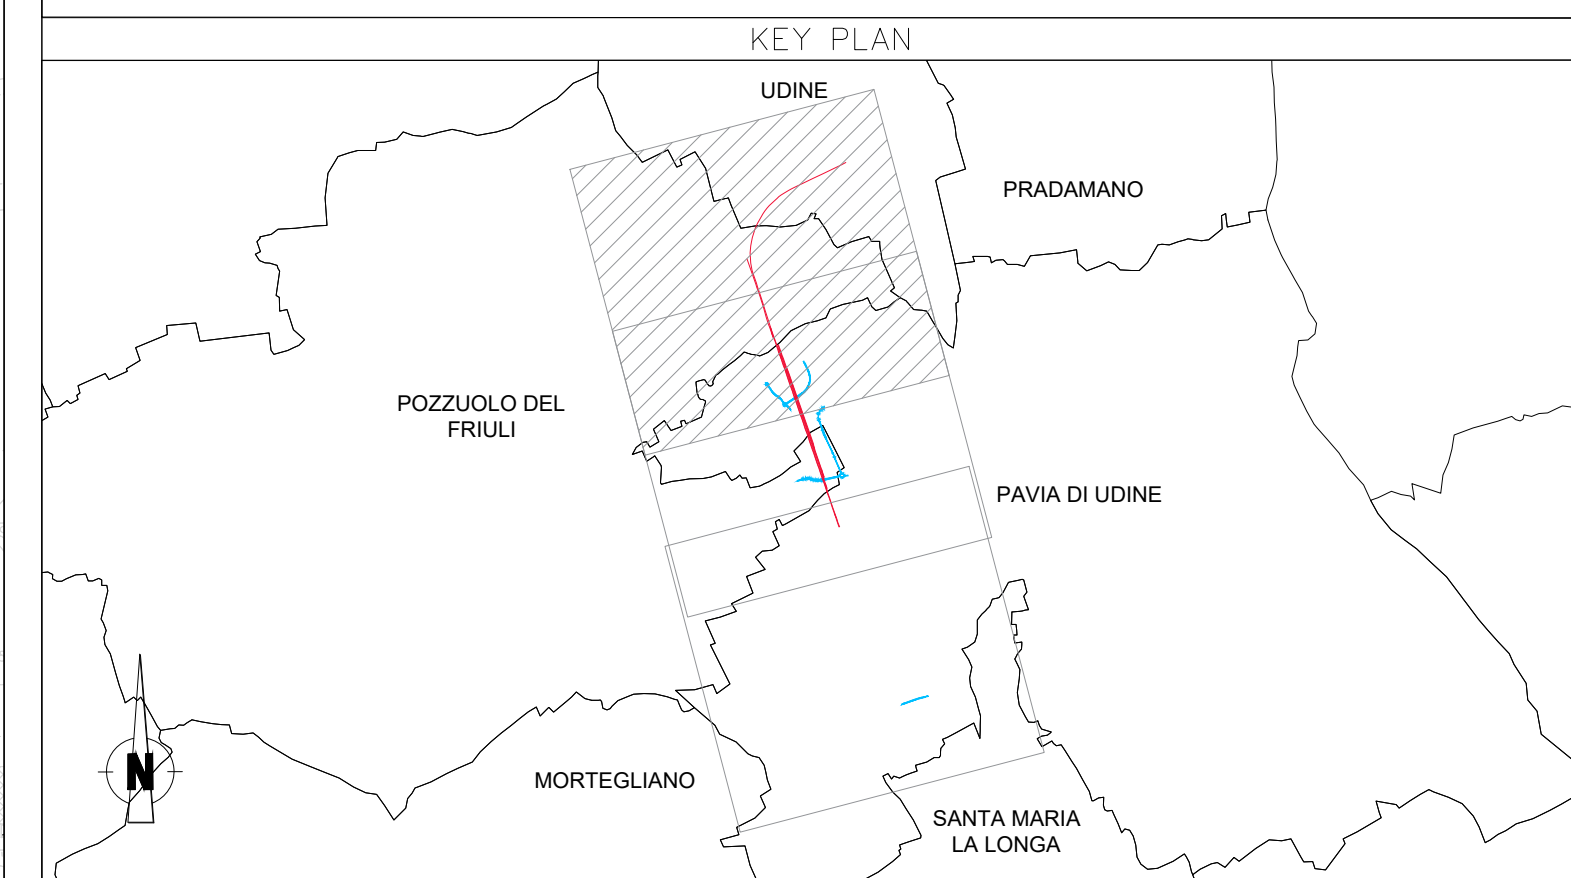 KEY PLAN
UDINE
PRADAMANO
POZZUOLO DEL
FRIULI
PAVIA DI UDINE
MORTEGLIANO
SANTA MARIA
LA LONGA
N